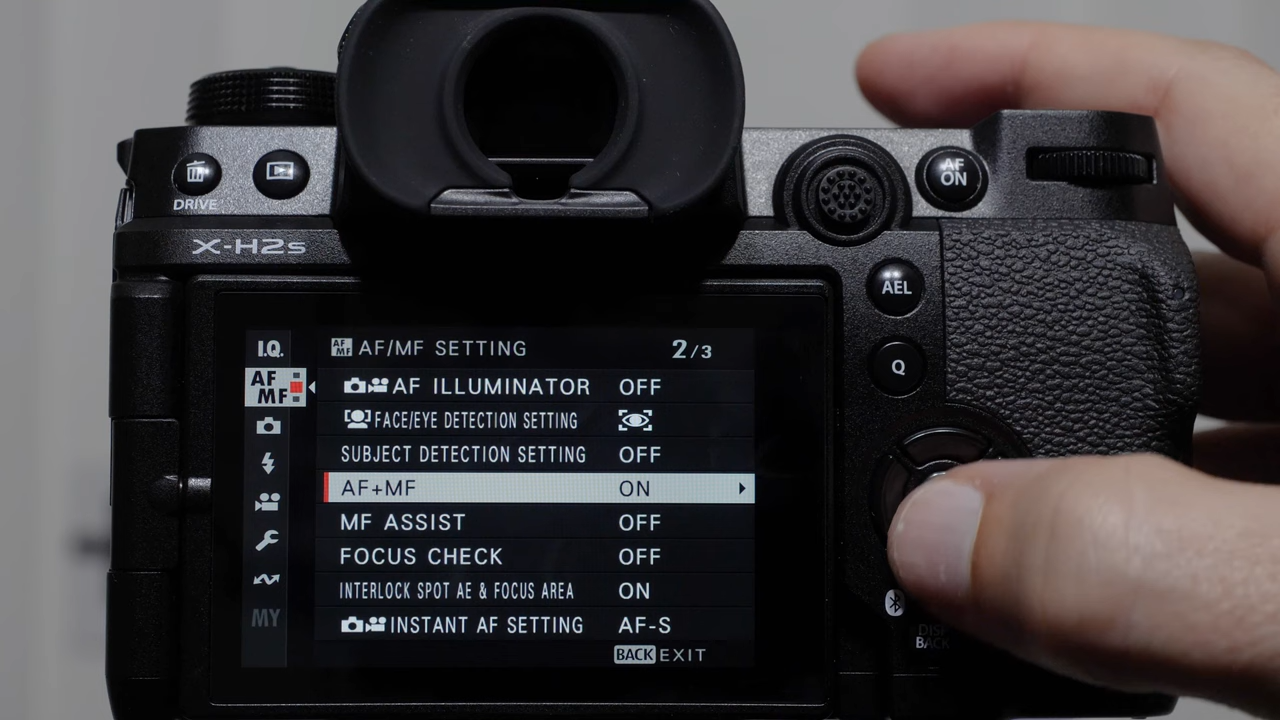 DRIVE
X-H2S
AF
ON
AEL
Q
I.Q.
AF
MF
MY
AF
MF AF/MF SETTING 2/3
AF ILLUMINATOR OFF
FACE/EYE DETECTION SETTING
SUBJECT DETECTION SETTING OFF
AF+MF ON
MF ASSIST OFF
FOCUS CHECK OFF
INTERLOCK SPOT AE & FOCUS AREA ON
INSTANT AF SETTING AF-S
BACK EXIT
DISP
BACK